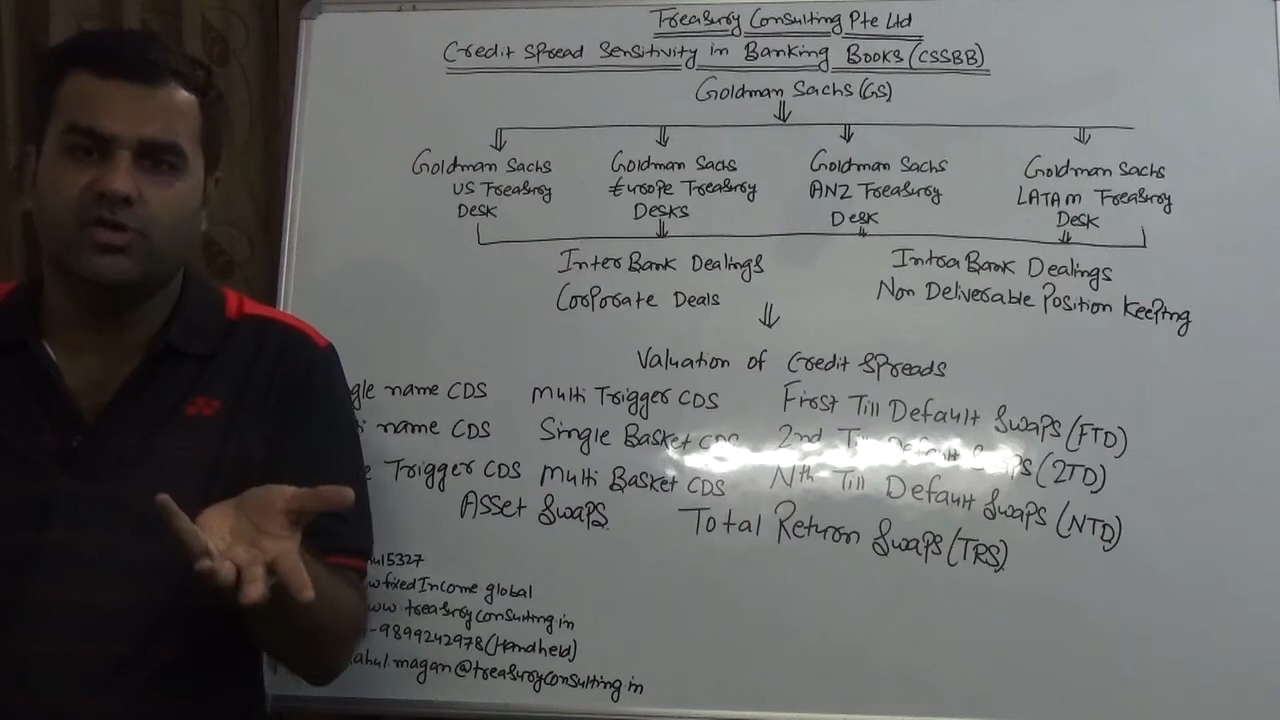 Treasury Consulting Pte Ltd
Credit Spread Sensitivity in Banking Books (CSSBB)
Goldman Sachs (GS)
Goldman Sachs US Treasury Desk
Goldman Sachs Europe Treasury Desks
Goldman Sachs ANZ Treasury Desk
Goldman Sachs LATAM Treasury Desk
Inter Bank Dealings
Corporate Deals
Intra Bank Dealings
Non Deliverable Position Keeping
Valuation of Credit Spreads
gle name CDS Multi Trigger CDS First Till Default Swaps (FTD)
i name CDS Single Basket CDS 2nd Till Default Swaps (2TD)
e Trigger CDS Multi Basket CDS Nth Till Default Swaps (NTD)
Asset Swaps Total Return Swaps (TRS)
ul5327
w fixedIncome global
ww treasuryconsulting in
-9899242978 (Handheld)
ahul.magan@treasuryconsulting in